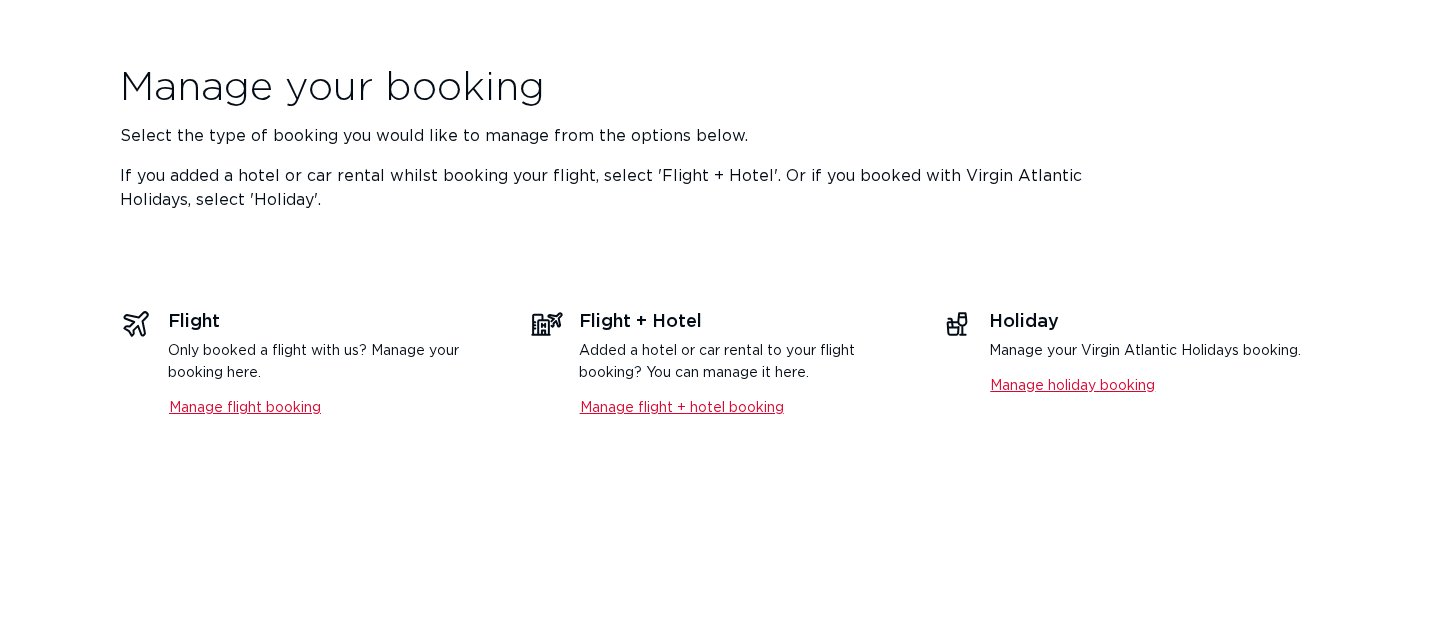 Manage your booking
Select the type of booking you would like to manage from the options below.
If you added a hotel or car rental whilst booking your flight, select 'Flight + Hotel'. Or if you booked with Virgin Atlantic
Holidays, select 'Holiday'.
Flight
Only booked a flight with us? Manage your
booking here.
Manage flight booking
Flight + Hotel
Added a hotel or car rental to your flight
booking? You can manage it here.
Manage flight + hotel booking
Holiday
Manage your Virgin Atlantic Holidays booking.
Manage holiday booking